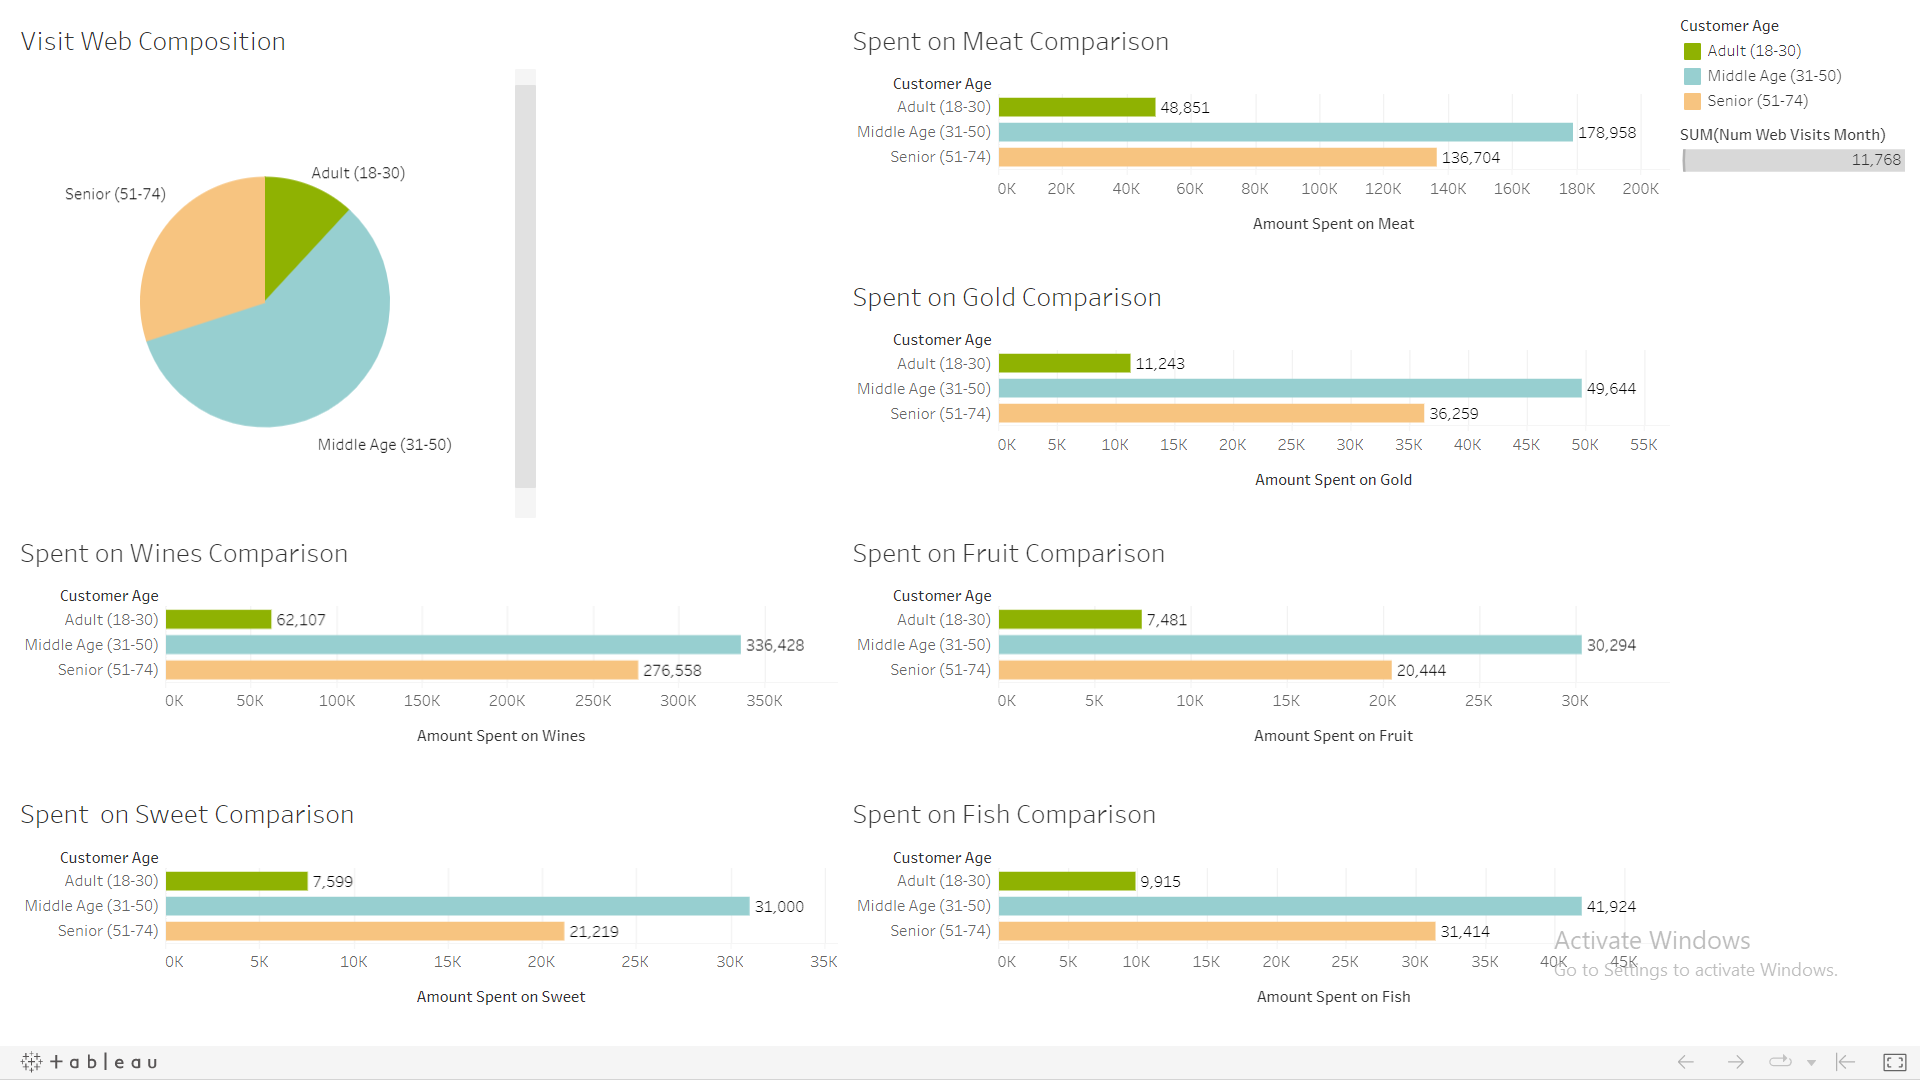 Visit Web Composition
Adult (18-30)
Senior (51-74)
Middle Age (31-50)
Spent on Meat Comparison
Customer Age
Adult (18-30)
48,851
Middle Age (31-50)
178,958
Senior (51-74)
136,704
0K 20K 40K 60K 80K 100K 120K 140K 160K 180K 200K
Amount Spent on Meat
Customer Age
Adult (18-30)
Middle Age (31-50)
Senior (51-74)
SUM(Num Web Visits Month)
11,768
Spent on Gold Comparison
Customer Age
Adult (18-30)
11,243
Middle Age (31-50)
49,644
Senior (51-74)
36,259
0K 5K 10K 15K 20K 25K 30K 35K 40K 45K 50K 55K
Amount Spent on Gold
Spent on Wines Comparison
Customer Age
Adult (18-30)
62,107
Middle Age (31-50)
336,428
Senior (51-74)
276,558
0K 50K 100K 150K 200K 250K 300K 350K
Amount Spent on Wines
Spent on Fruit Comparison
Customer Age
Adult (18-30)
7,481
Middle Age (31-50)
30,294
Senior (51-74)
20,444
0K 5K 10K 15K 20K 25K 30K
Amount Spent on Fruit
Spent  on Sweet Comparison
Customer Age
Adult (18-30)
7,599
Middle Age (31-50)
31,000
Senior (51-74)
21,219
0K 5K 10K 15K 20K 25K 30K 35K
Amount Spent on Sweet
Spent on Fish Comparison
Customer Age
Adult (18-30)
9,915
Middle Age (31-50)
41,924
Senior (51-74)
31,414
0K 5K 10K 15K 20K 25K 30K 35K 40K 45K
Amount Spent on Fish
Activate Windows
Go to Settings to activate Windows.
+ a b | e a u